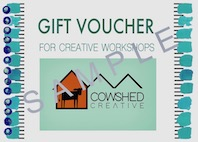 GIFT VOUCHER
FOR CREATIVE WORKSHOPS
SAMPLE
COWSHED
CREATIVE